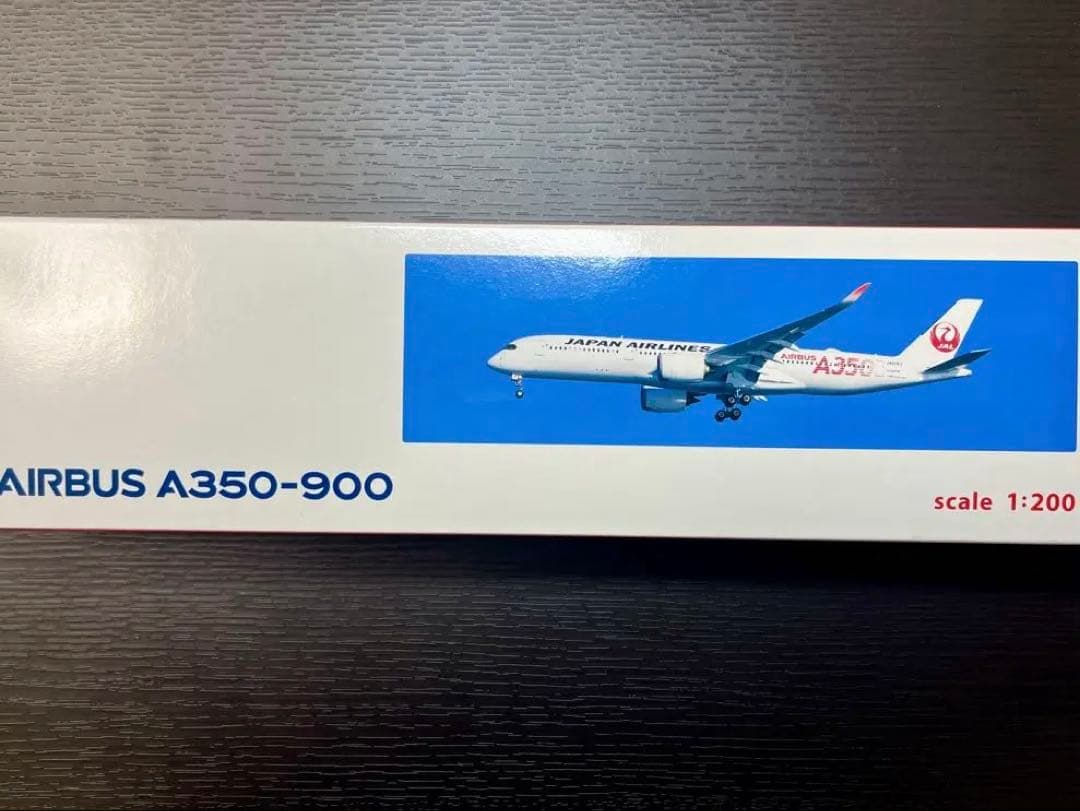 JAPAN AIRLINES
AIRBUS A350
JAL
AIRBUS A350-900
scale 1:200